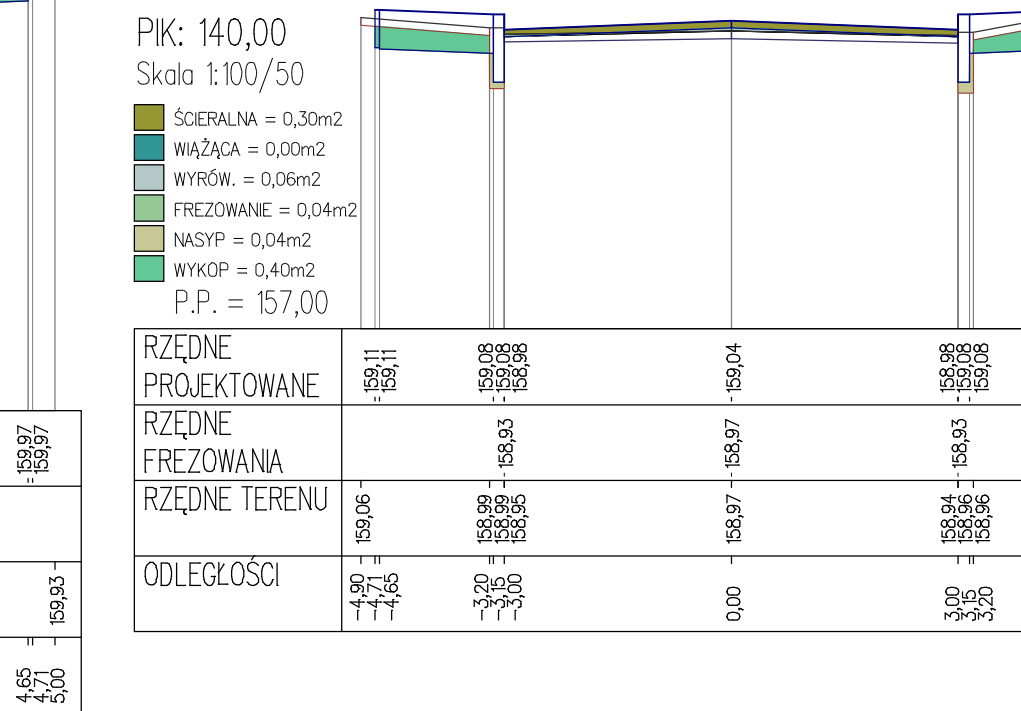 PIK: 140,00
Skala 1:100/50
ŚCIERALNA = 0,30m2
WIĄŻĄCA = 0,00m2
WYRÓW. = 0,06m2
FREZOWANIE = 0,04m2
NASYP = 0,04m2
WYKOP = 0,40m2
P.P. = 157,00
RZĘDNE
PROJEKTOWANE
159,11
159,11
159,08
159,08
158,98
159,04
158,98
159,08
159,08
RZĘDNE
FREZOWANIA
158,93
158,97
158,93
RZĘDNE TERENU
159,06
158,99
158,99
158,95
158,97
158,94
158,96
158,96
ODLEGŁOŚCI
-4,90
-4,71
-4,65
-3,20
-3,15
-3,00
0,00
3,00
3,15
3,20
159,97
159,97
159,93
4,65
4,71
5,00